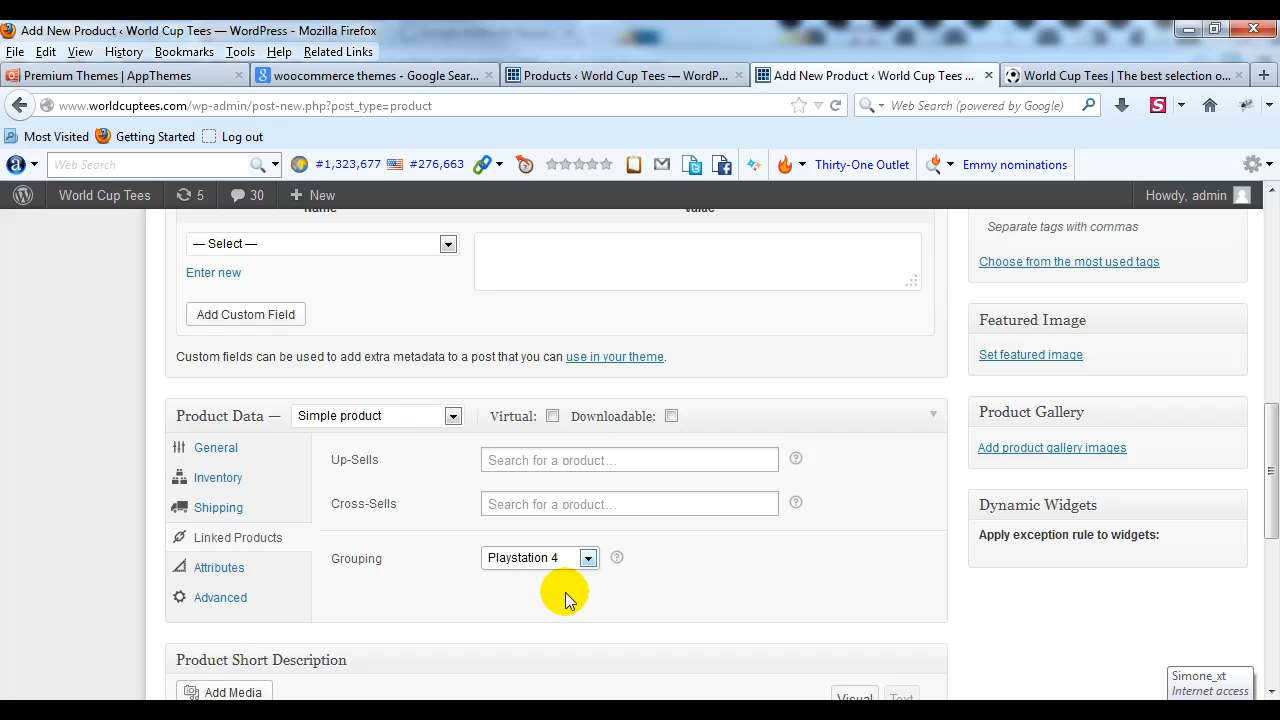 Add New Product ‹ World Cup Tees — WordPress - Mozilla Firefox
File Edit View History Bookmarks Tools Help Related Links
Premium Themes | AppThemes
woocommerce themes - Google Sear...
Products ‹ World Cup Tees — WordP...
Add New Product ‹ World Cup Tees ...
World Cup Tees | The best selection o...
www.worldcuptees.com/wp-admin/post-new.php?post_type=product
Web Search (powered by Google)
Most Visited Getting Started Log out
Web Search #1,323,677 #276,663 Thirty-One Outlet Emmy nominations
World Cup Tees 5 30 New Howdy, admin
Name Value
Separate tags with commas
— Select —
Choose from the most used tags
Enter new
Add Custom Field
Featured Image
Set featured image
Custom fields can be used to add extra metadata to a post that you can use in your theme.
Product Data — Simple product Virtual: Downloadable:
Product Gallery
Add product gallery images
General
Inventory
Shipping
Linked Products
Attributes
Advanced
Up-Sells Search for a product…
Cross-Sells Search for a product…
Grouping Playstation 4
Dynamic Widgets
Apply exception rule to widgets:
Product Short Description
Add Media
Visual Text
Simone_xt
Internet access